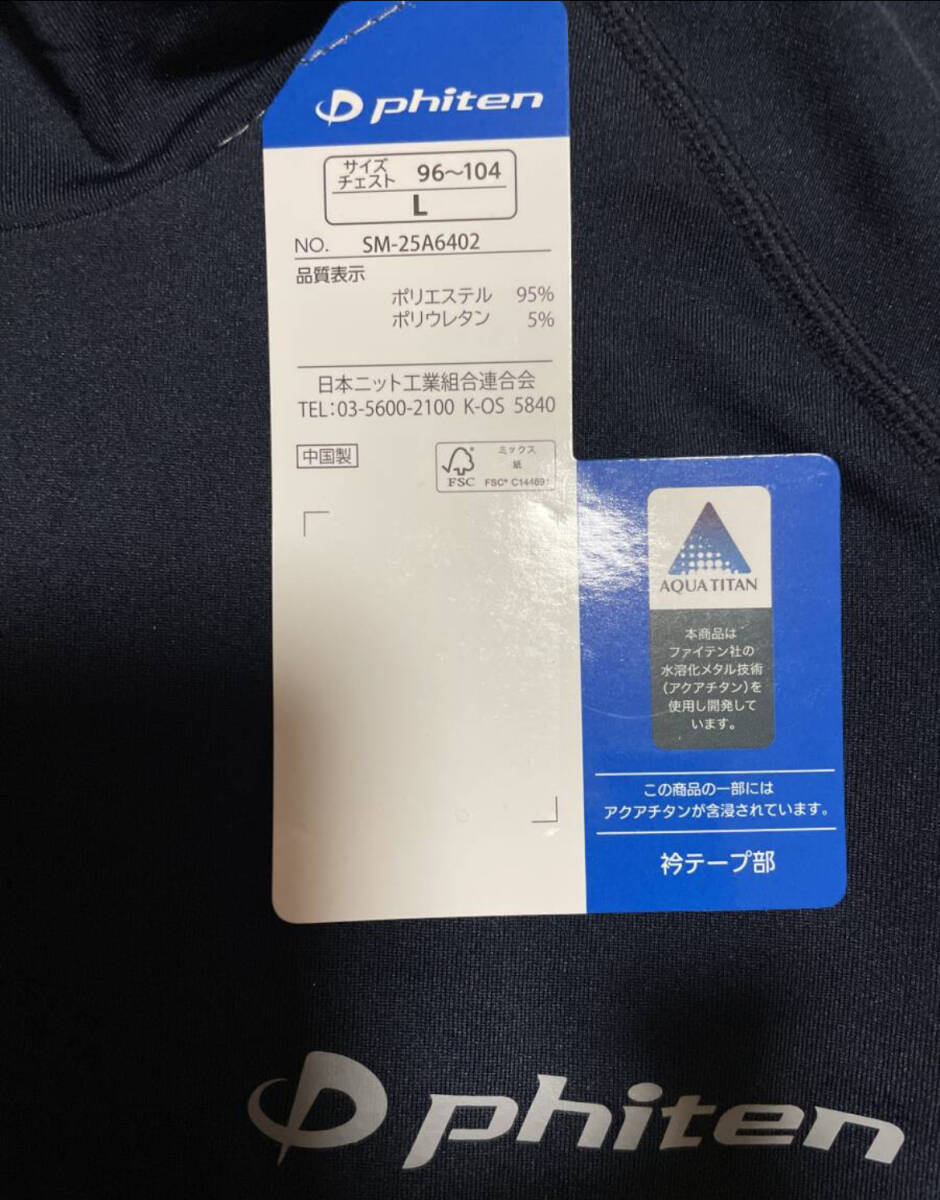 phiten
サイズ
チェスト 96～104
L
NO. SM-25A6402
品質表示
ポリエステル 95%
ポリウレタン 5%
日本ニット工業組合連合会
TEL:03-5600-2100 K-OS 5840
中国製
FSC
ミックス
紙
FSC®
AQUA TITAN
本商品は
ファイテン社の
水溶化メタル技術
(アクアチタン)を
使用し開発して
います。
この商品の一部には
アクアチタンが含浸されています。
衿テープ部
phiten